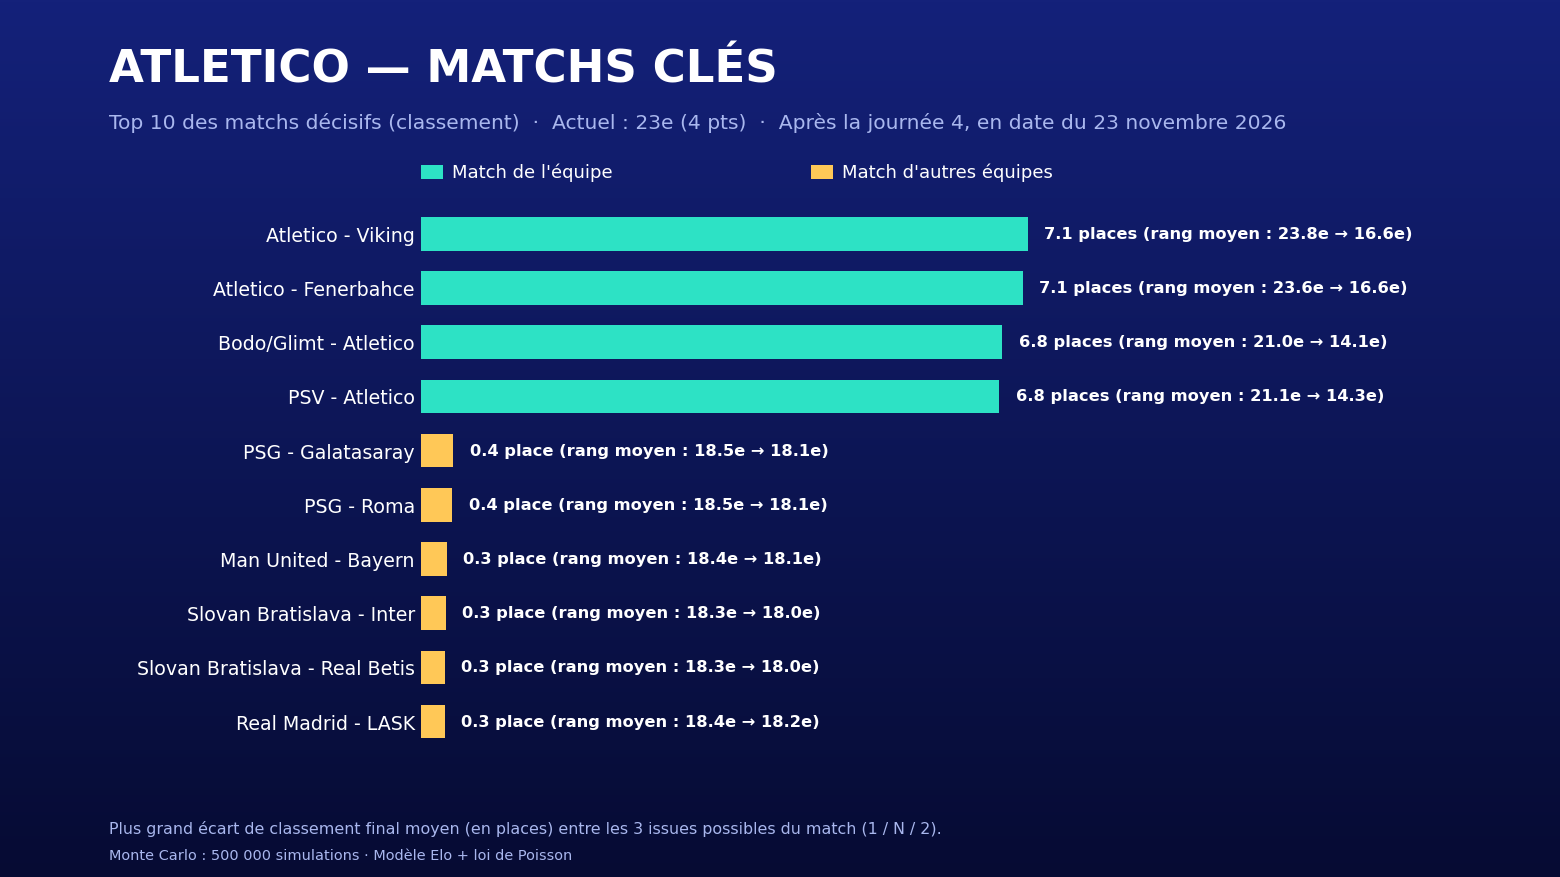 ATLETICO — MATCHS CLÉS
Top 10 des matchs décisifs (classement)  ·  Actuel : 23e (4 pts)  ·  Après la journée 4, en date du 23 novembre 2026
Match de l'équipe
Match d'autres équipes
Atletico - Viking 7.1 places (rang moyen : 23.8e → 16.6e)
Atletico - Fenerbahce 7.1 places (rang moyen : 23.6e → 16.6e)
Bodo/Glimt - Atletico 6.8 places (rang moyen : 21.0e → 14.1e)
PSV - Atletico 6.8 places (rang moyen : 21.1e → 14.3e)
PSG - Galatasaray 0.4 place (rang moyen : 18.5e → 18.1e)
PSG - Roma 0.4 place (rang moyen : 18.5e → 18.1e)
Man United - Bayern 0.3 place (rang moyen : 18.4e → 18.1e)
Slovan Bratislava - Inter 0.3 place (rang moyen : 18.3e → 18.0e)
Slovan Bratislava - Real Betis 0.3 place (rang moyen : 18.3e → 18.0e)
Real Madrid - LASK 0.3 place (rang moyen : 18.4e → 18.2e)
Plus grand écart de classement final moyen (en places) entre les 3 issues possibles du match (1 / N / 2).
Monte Carlo : 500 000 simulations · Modèle Elo + loi de Poisson